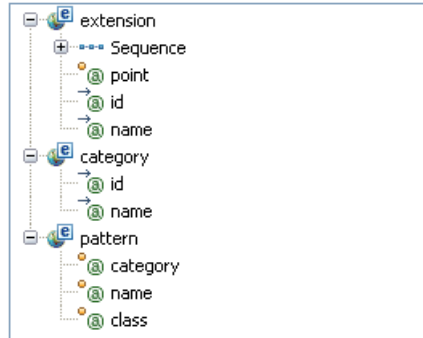 extension
Sequence
point
id
name
category
id
name
pattern
category
name
class